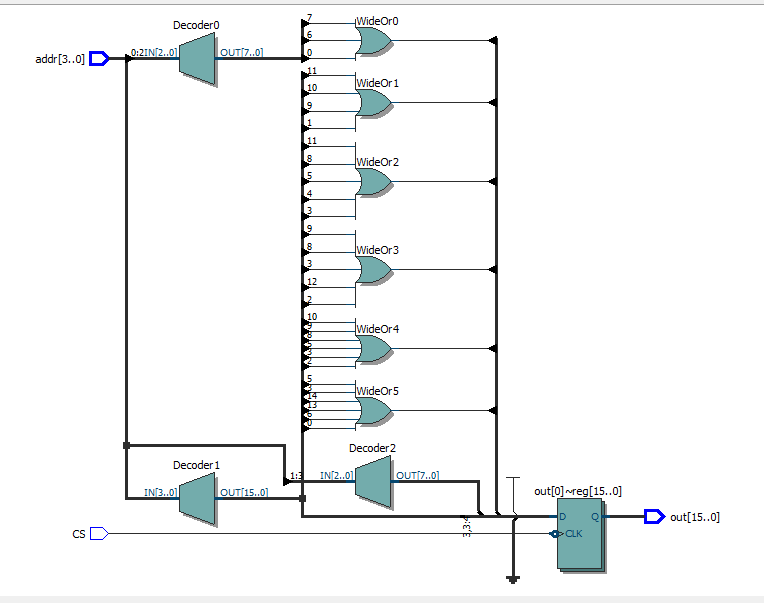 Decoder0
addr[3..0]
0:2
IN[2..0]
OUT[7..0]
7
WideOr0
6
0
11
WideOr1
10
9
1
11
WideOr2
8
5
4
3
9
WideOr3
8
3
12
2
10
WideOr4
9
8
5
3
2
5
WideOr5
3
14
13
6
0
Decoder1
IN[3..0]
OUT[15..0]
Decoder2
1:3
IN[2..0]
OUT[7..0]
3,3:4
out[0]~reg[15..0]
D
Q
CLK
out[15..0]
CS